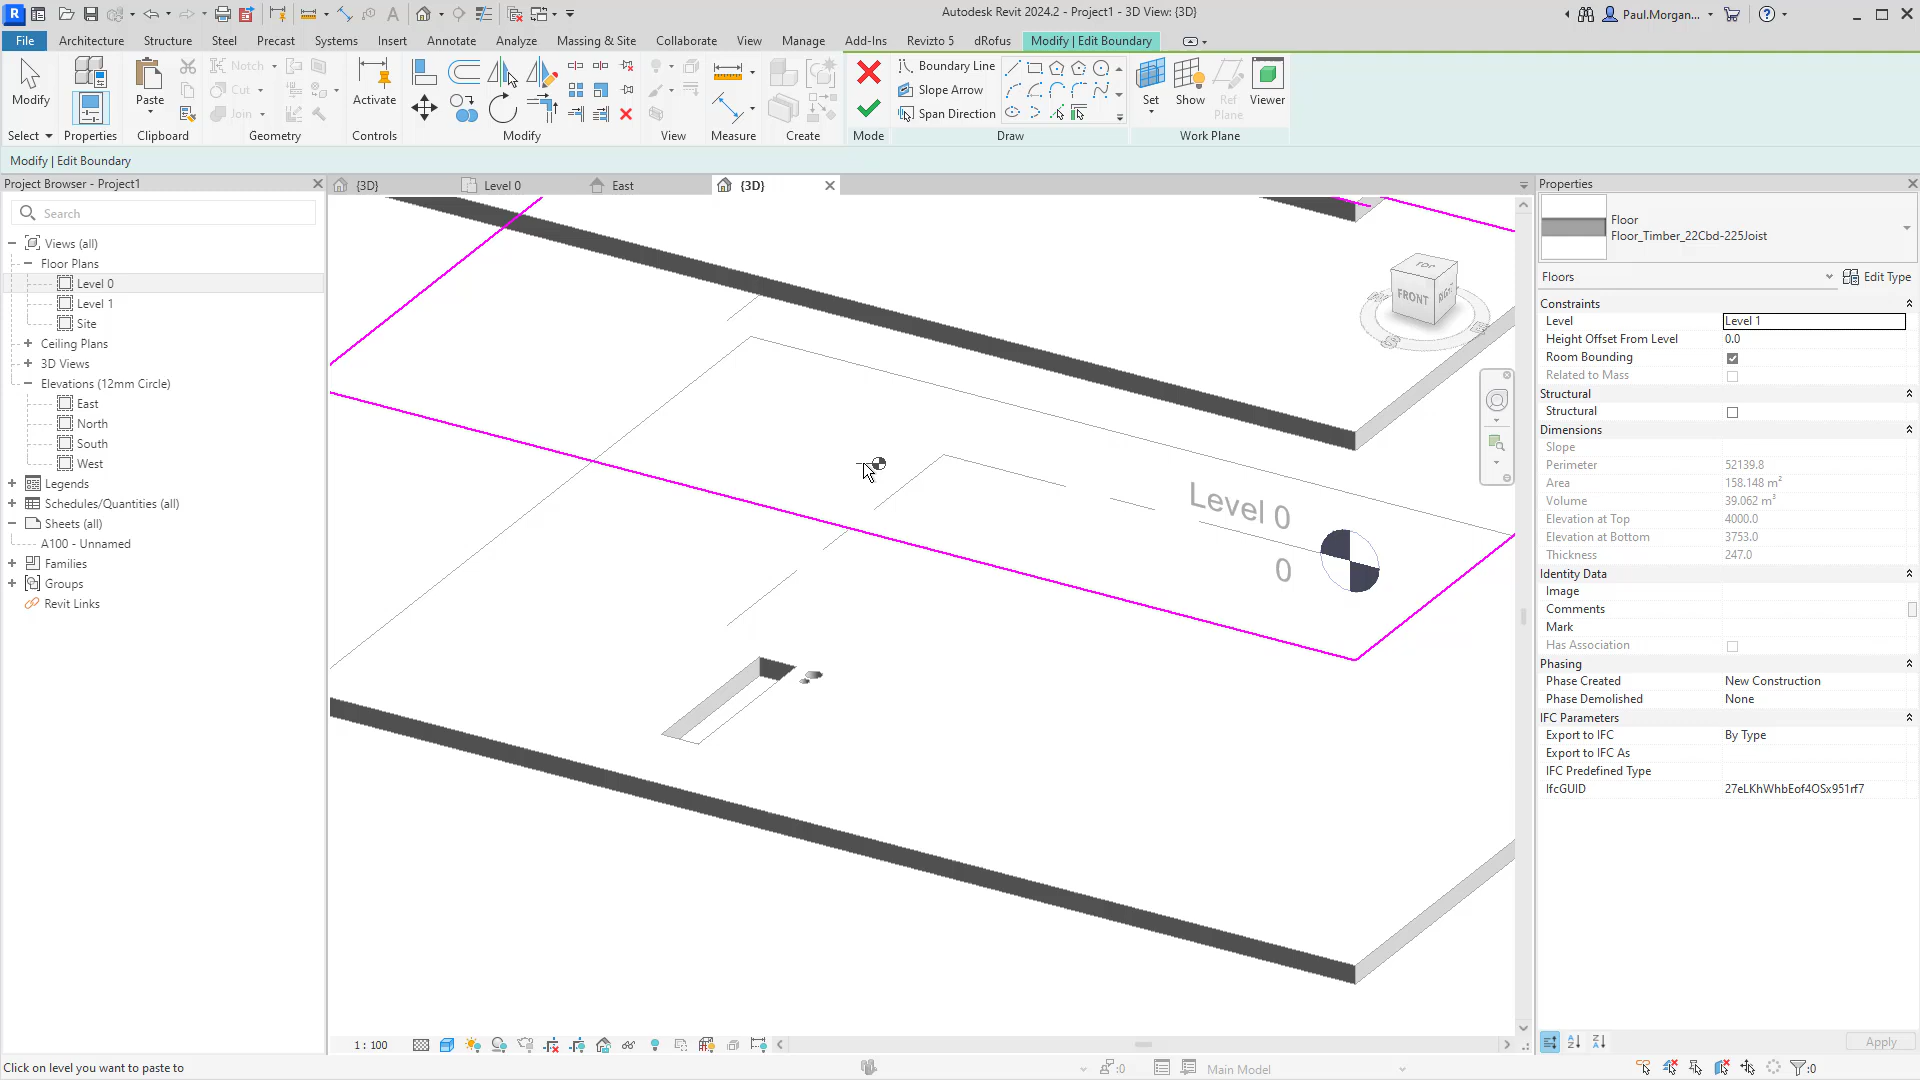 Autodesk Revit 2024.2 - Project1 - 3D View: {3D}
Paul.Morgan...
File Architecture Structure Steel Precast Systems Insert Annotate Analyze Massing & Site Collaborate View Manage Add-Ins Revizto 5 dRofus Modify | Edit Boundary
Modify
Paste
Notch
Cut
Join
Activate
Boundary Line
Slope Arrow
Span Direction
Set
Show
Ref
Plane
Viewer
Select Properties Clipboard Geometry Controls Modify View Measure Create Mode Draw Work Plane
Modify | Edit Boundary
Project Browser - Project1
Search
Views (all)
Floor Plans
Level 0
Level 1
Site
Ceiling Plans
3D Views
Elevations (12mm Circle)
East
North
South
West
Legends
Schedules/Quantities (all)
Sheets (all)
A100 - Unnamed
Families
Groups
Revit Links
{3D}
Level 0
East
{3D}
TOP
FRONT
RIGHT
Level 0
0
Properties
Floor
Floor_Timber_22Cbd-225Joist
Floors
Edit Type
Constraints
Level Level 1
Height Offset From Level 0.0
Room Bounding
Related to Mass
Structural
Structural
Dimensions
Slope
Perimeter 52139.8
Area 158.148 m²
Volume 39.062 m³
Elevation at Top 4000.0
Elevation at Bottom 3753.0
Thickness 247.0
Identity Data
Image
Comments
Mark
Has Association
Phasing
Phase Created New Construction
Phase Demolished None
IFC Parameters
Export to IFC By Type
Export to IFC As
IFC Predefined Type
IfcGUID 27eLKhWhbEof4OSx951rf7
Apply
1 : 100
Click on level you want to paste to
:0
Main Model
:0